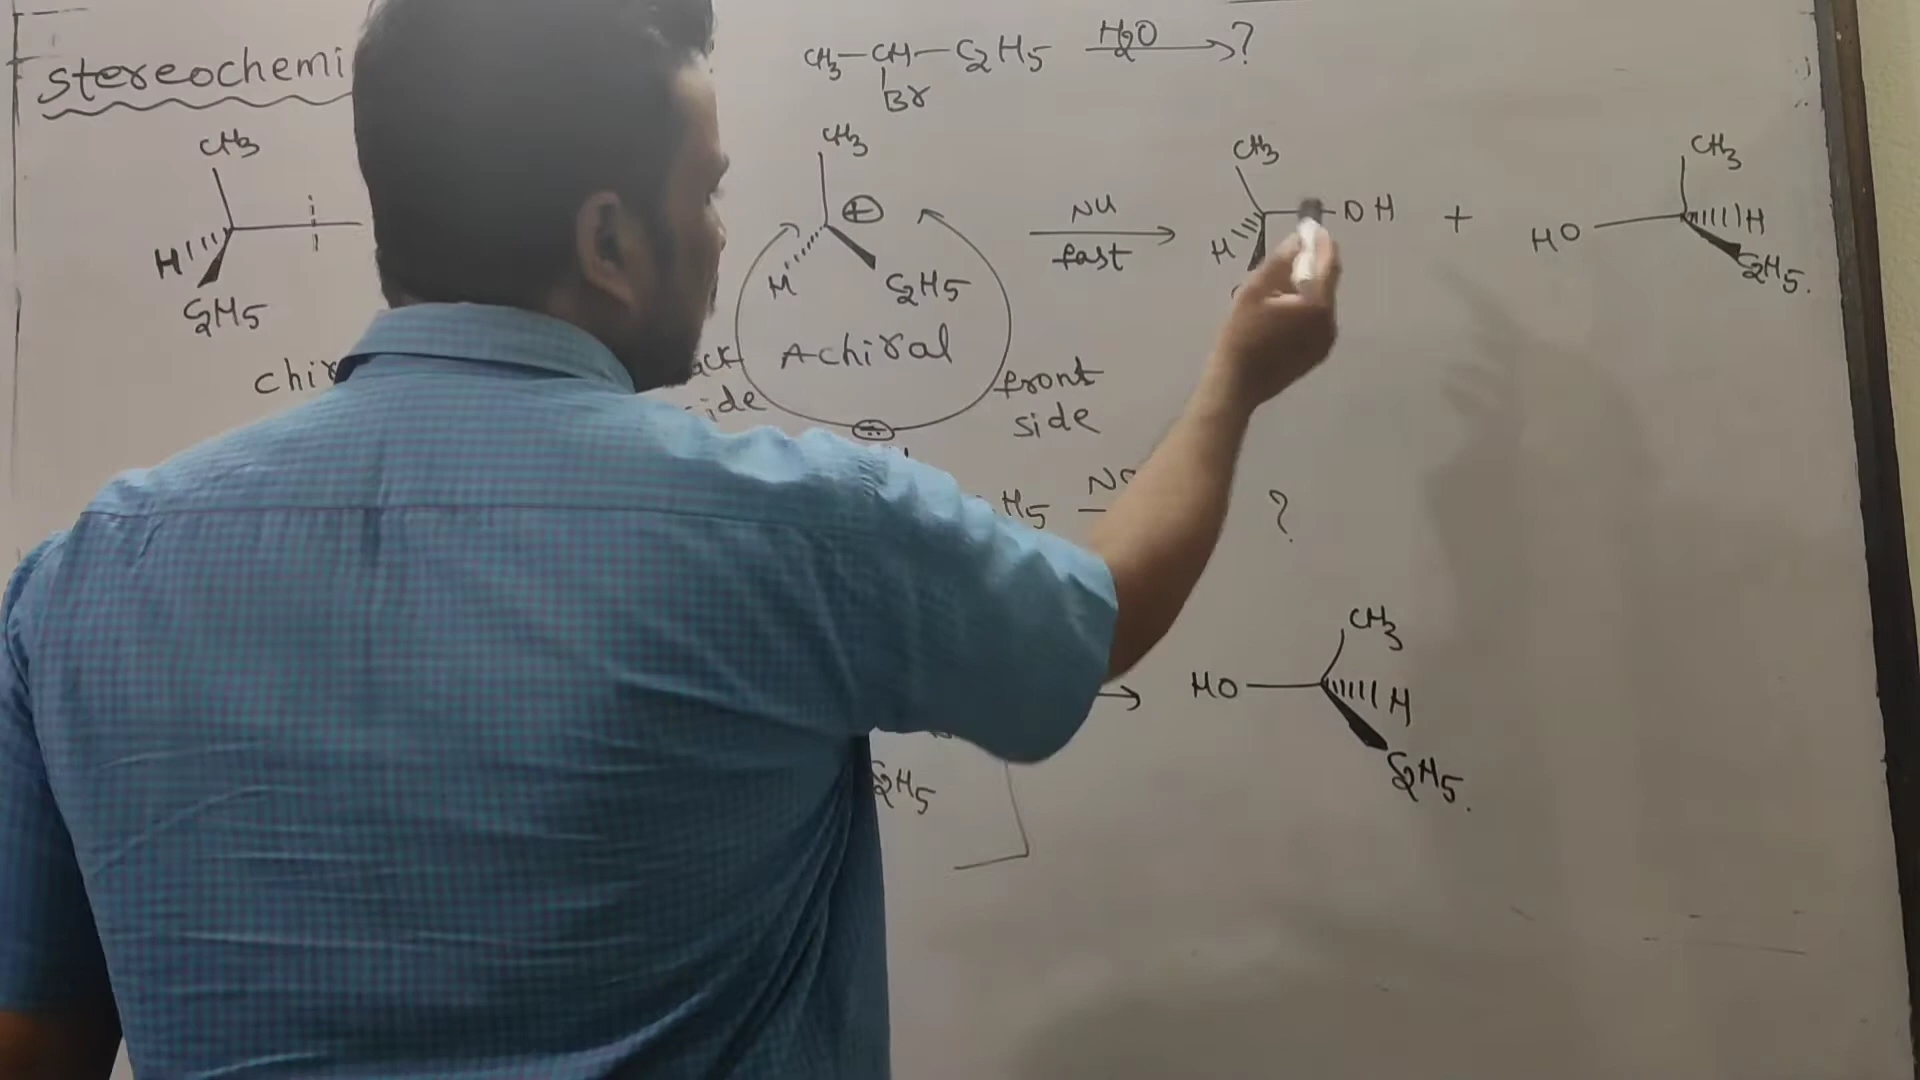 stereochemi
CH3-CH-C2H5 H2O → ?
Br
CH3
H
C2H5
CH3
⊕
H
C2H5
Achiral
front side
Nu
fast
CH3
H
OH
+
HO
CH3
H
C2H5.
H5
?
C2H5
→
HO
CH3
H
C2H5.